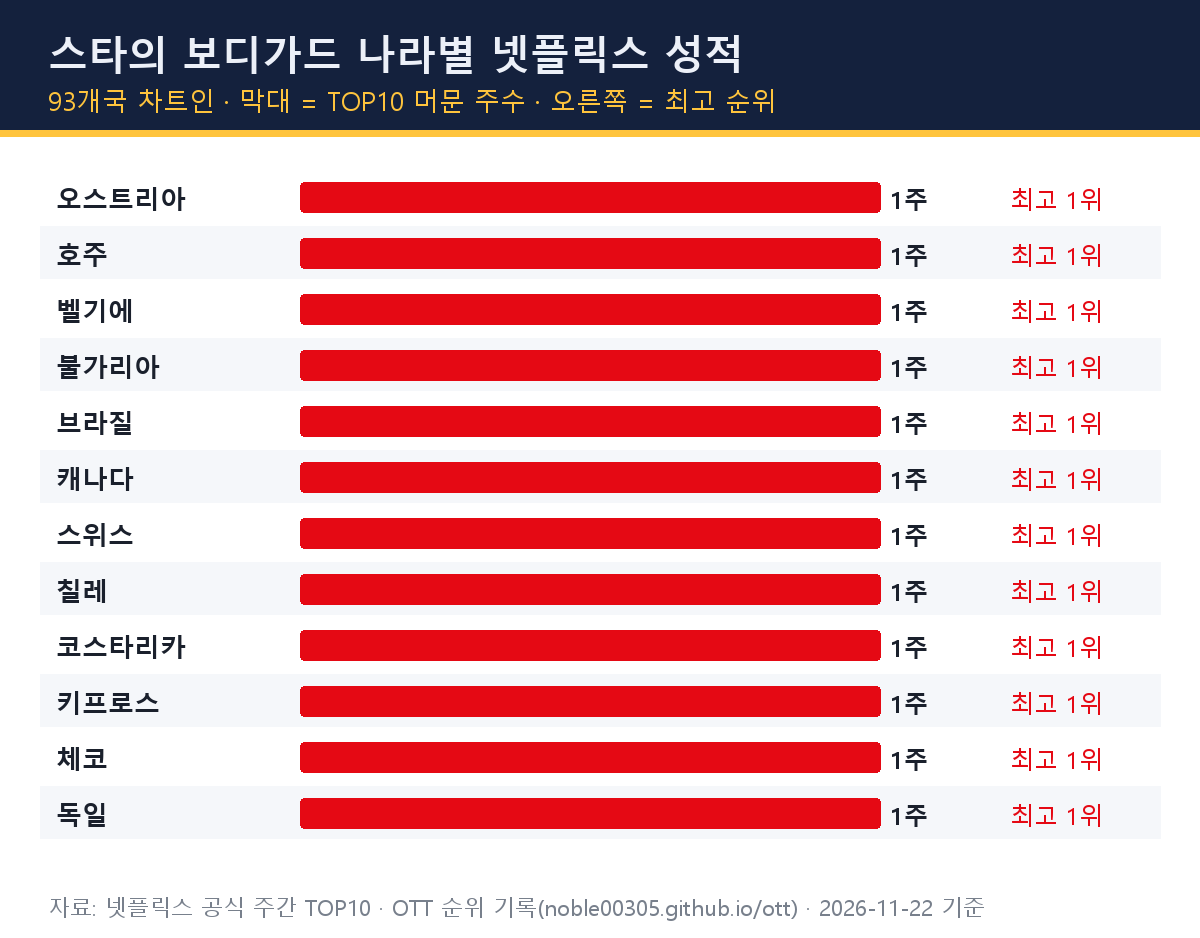 스타의 보디가드 나라별 넷플릭스 성적
93개국 차트인 · 막대 = TOP10 머문 주수 · 오른쪽 = 최고 순위
오스트리아 1주 최고 1위
호주 1주 최고 1위
벨기에 1주 최고 1위
불가리아 1주 최고 1위
브라질 1주 최고 1위
캐나다 1주 최고 1위
스위스 1주 최고 1위
칠레 1주 최고 1위
코스타리카 1주 최고 1위
키프로스 1주 최고 1위
체코 1주 최고 1위
독일 1주 최고 1위
자료: 넷플릭스 공식 주간 TOP10 · OTT 순위 기록(noble00305.github.io/ott) · 2026-11-22 기준